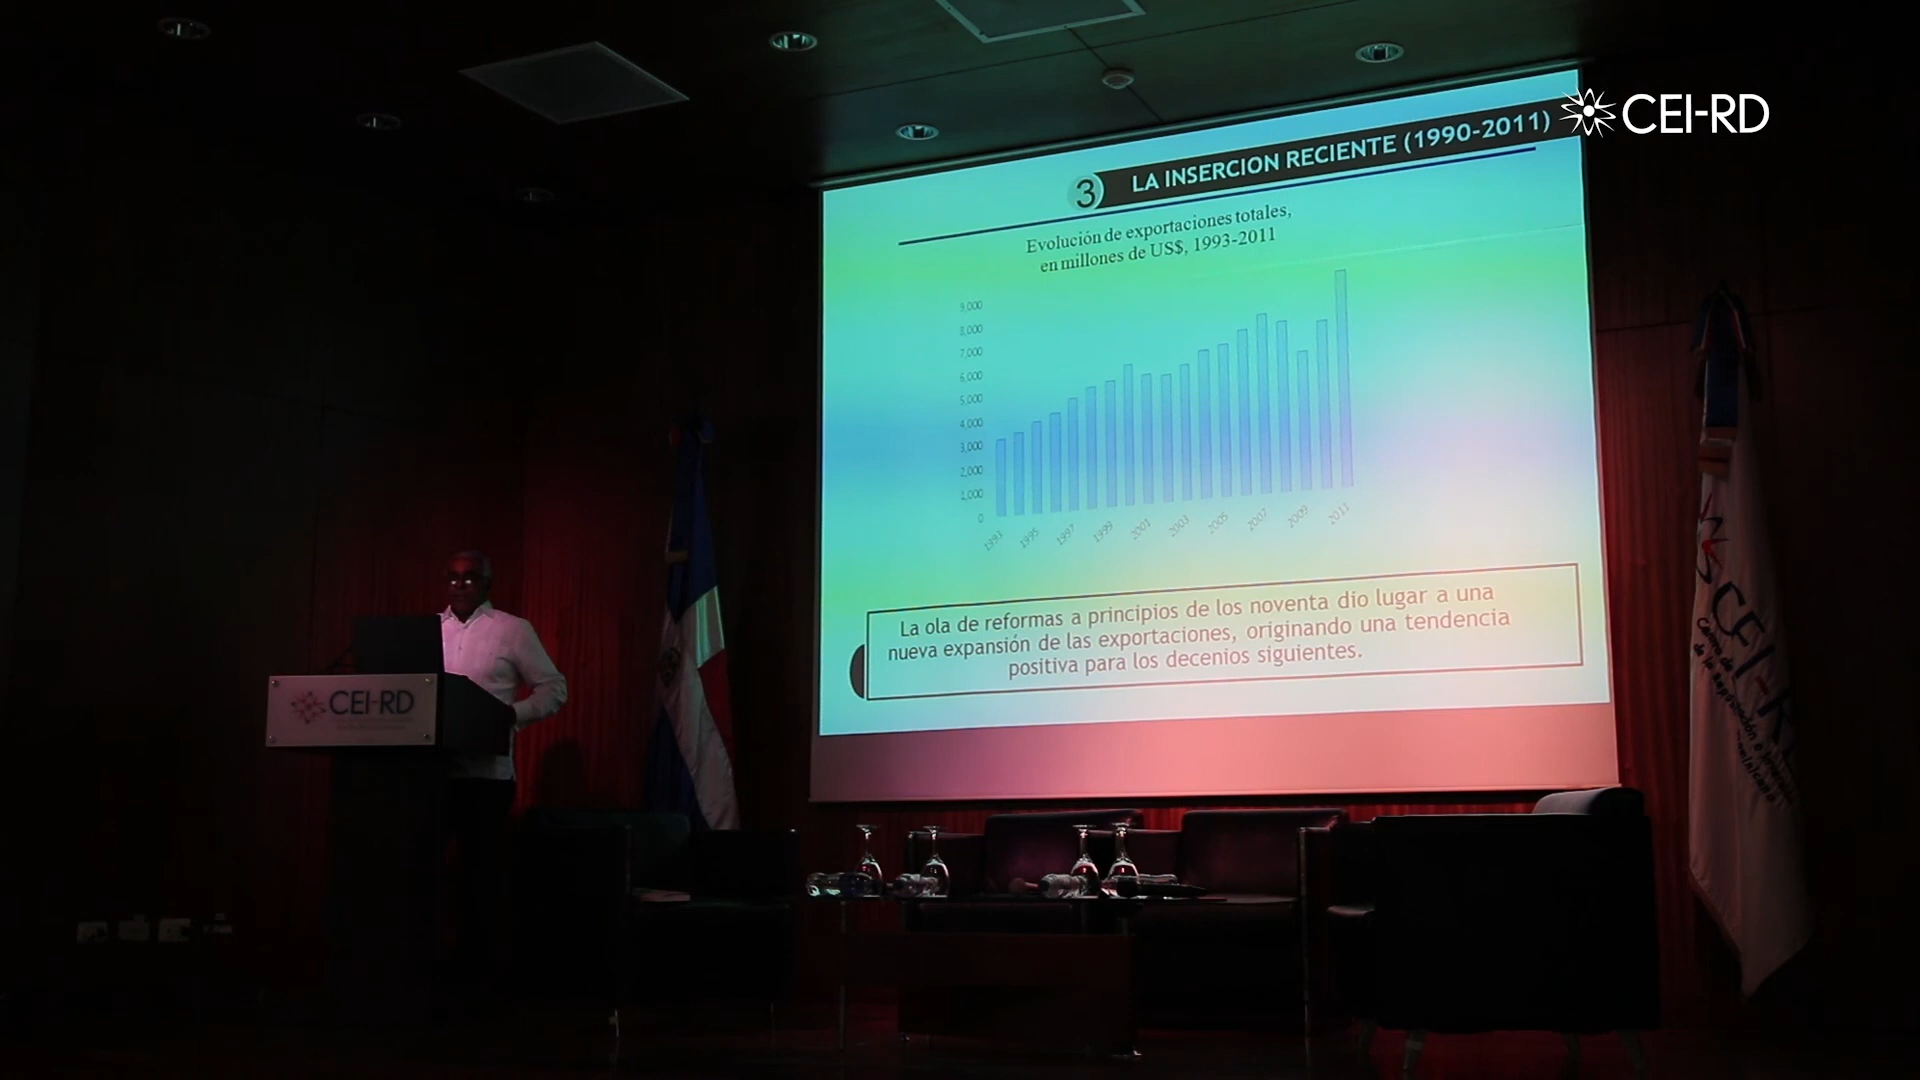 CEI-RD
3 LA INSERCION RECIENTE (1990-2011)
Evolución de exportaciones totales,
en millones de US$, 1993-2011
9,000
8,000
7,000
6,000
5,000
4,000
3,000
2,000
1,000
0
1993 1995 1997 1999 2001 2003 2005 2007 2009 2011
La ola de reformas a principios de los noventa dio lugar a una
nueva expansión de las exportaciones, originando una tendencia
positiva para los decenios siguientes.
CEI-RD
CEI-R